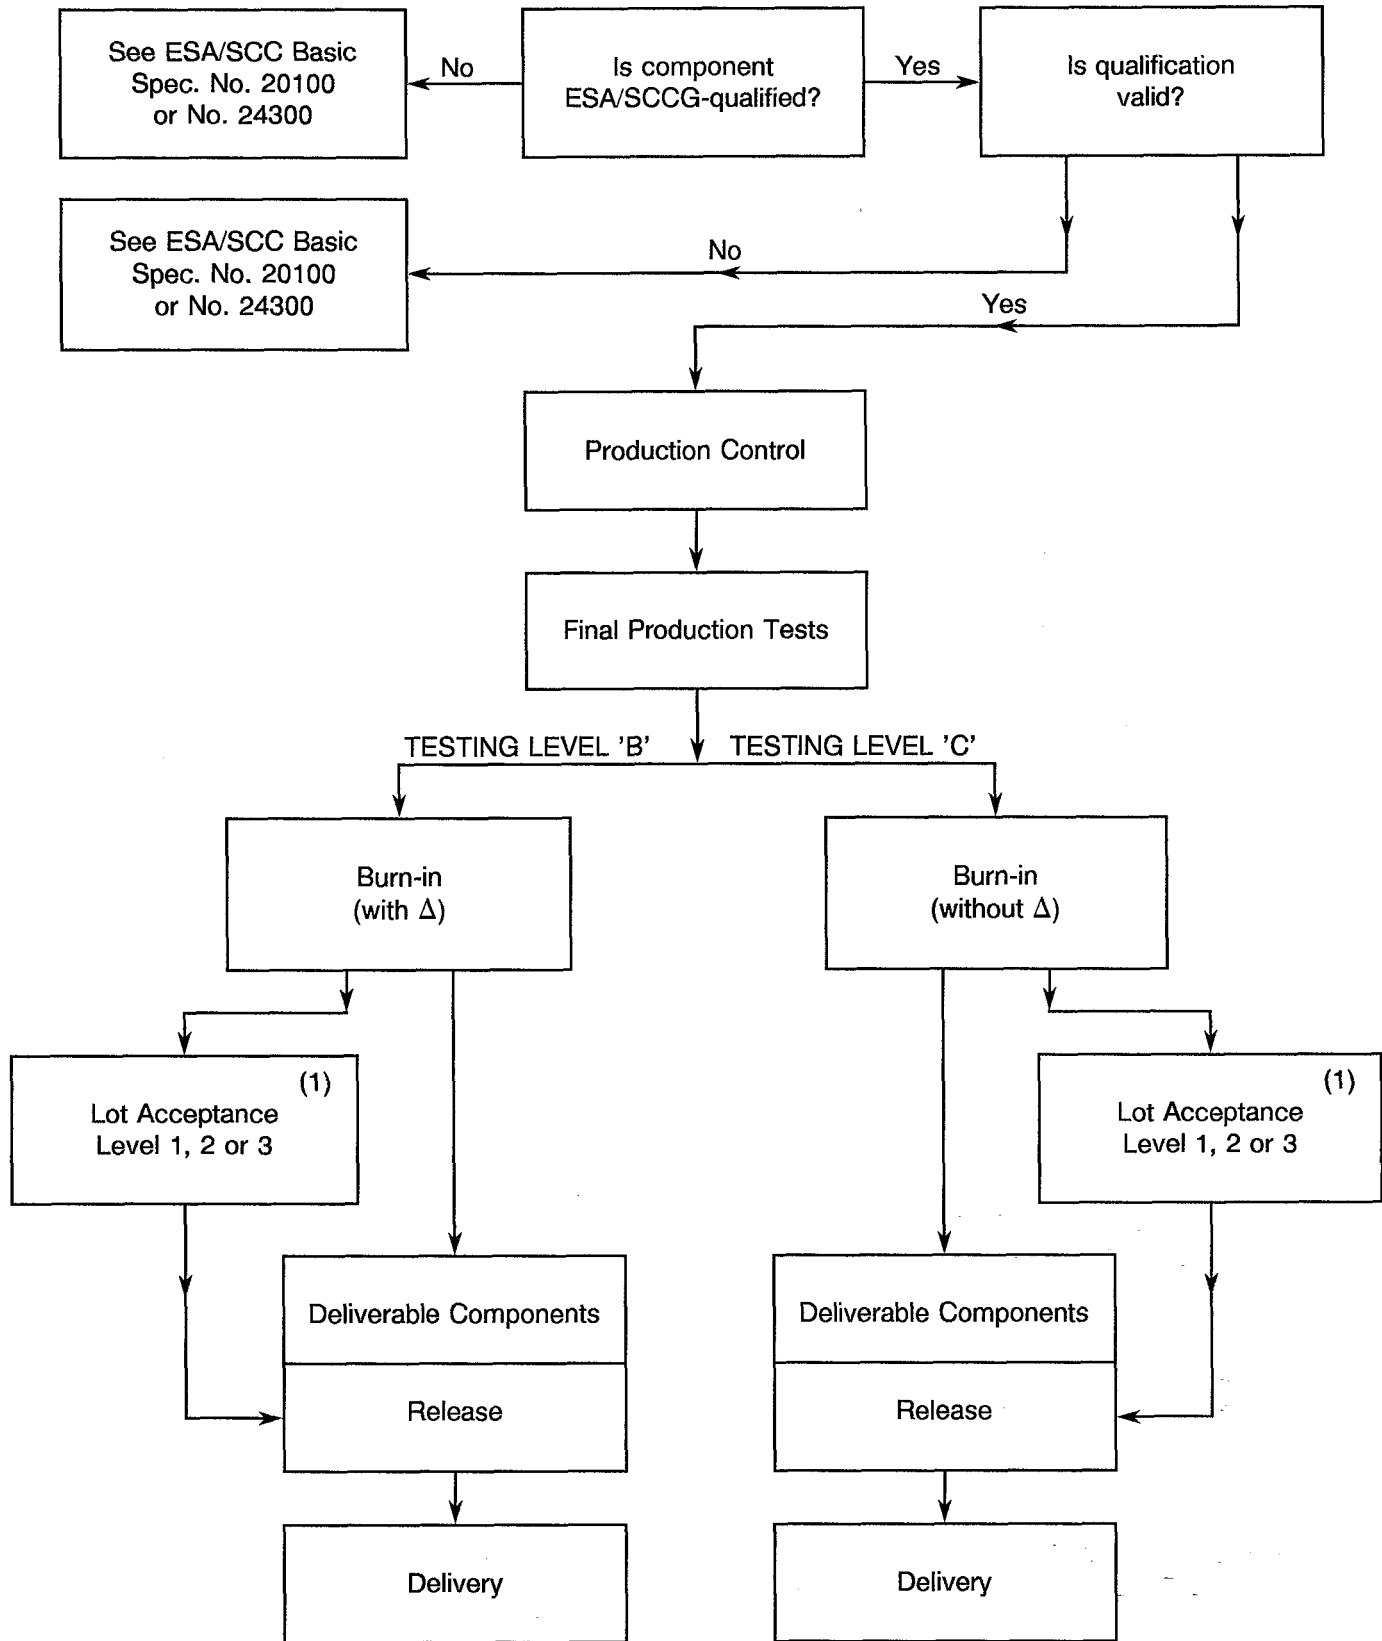 See ESA/SCC Basic
Spec. No. 20100
or No. 24300
No
Is component
ESA/SCCG-qualified?
Yes
Is qualification
valid?
See ESA/SCC Basic
Spec. No. 20100
or No. 24300
No
Yes
Production Control
Final Production Tests
TESTING LEVEL 'B'
TESTING LEVEL 'C'
Burn-in
(with Δ)
Burn-in
(without Δ)
(1)
Lot Acceptance
Level 1, 2 or 3
(1)
Lot Acceptance
Level 1, 2 or 3
Deliverable Components
Release
Deliverable Components
Release
Delivery
Delivery